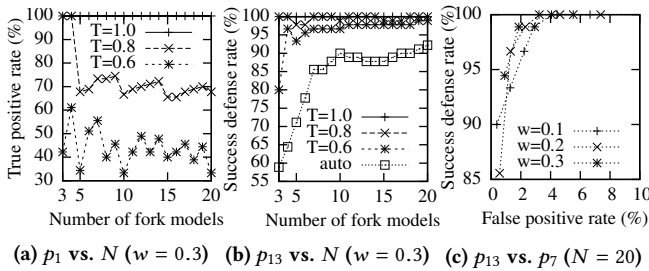 True positive rate (%)
100
90
80
70
60
50
40
30
3 5 10 15 20
Number of fork models
T=1.0
T=0.8
T=0.6
(a) p₁ vs. N (w = 0.3)
Success defense rate (%)
100
95
90
85
80
75
70
65
60
55
3 5 10 15 20
Number of fork models
T=1.0
T=0.8
T=0.6
auto
(b) p₁₃ vs. N (w = 0.3)
Success defense rate (%)
100
95
90
85
0 2 4 6 8 10
False positive rate (%)
w=0.1
w=0.2
w=0.3
(c) p₁₃ vs. p₇ (N = 20)